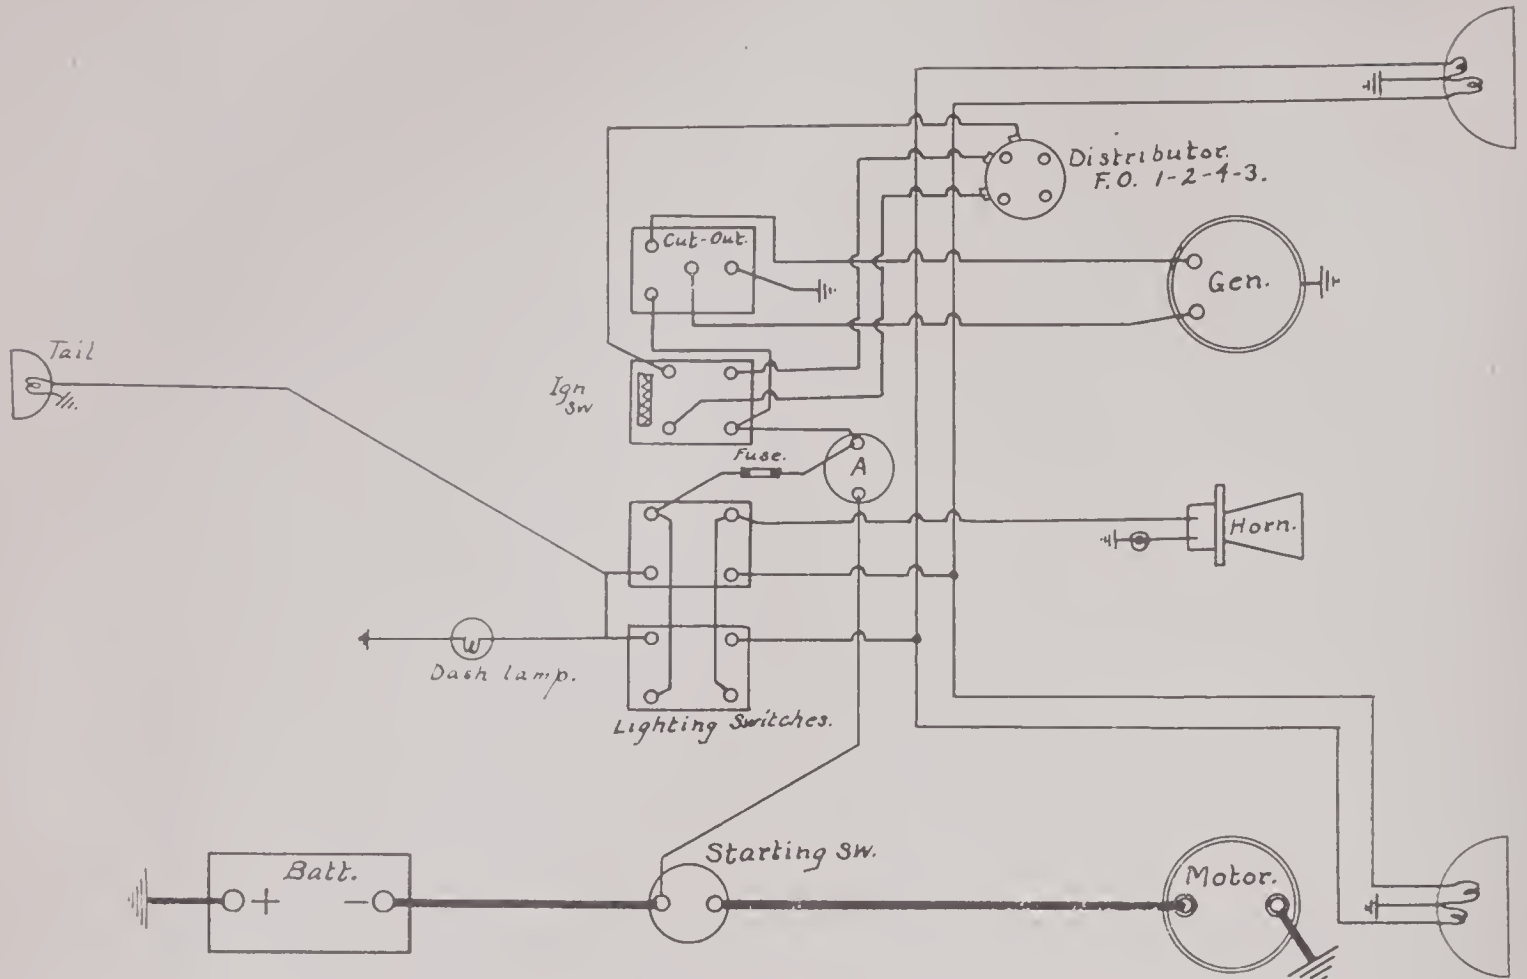 Distributor.
F.O. 1-2-4-3.
Cut-Out.
Gen.
Tail
Ign
SW
Fuse.
A
Horn.
Dash lamp.
Lighting Switches.
Starting Sw.
Batt.
+ −
Motor.